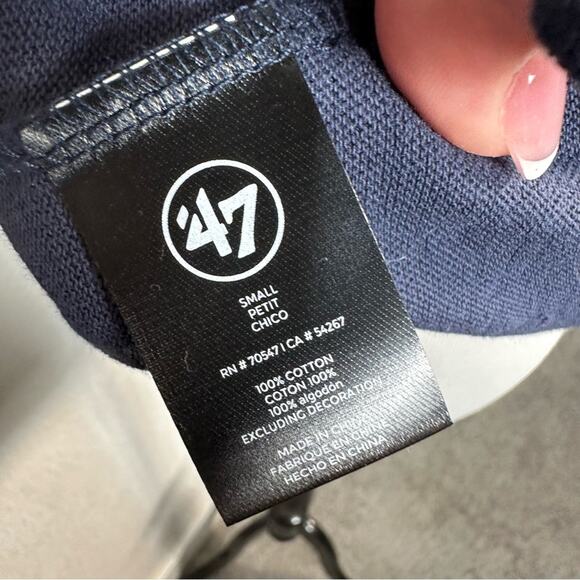 '47
SMALL
PETIT
CHICO
RN # 70547 | CA # 54267
100% COTTON
COTON 100%
100% algodón
EXCLUDING DECORATION
MADE IN CHINA
FABRIQUÉ EN CHINE
HECHO EN CHINA